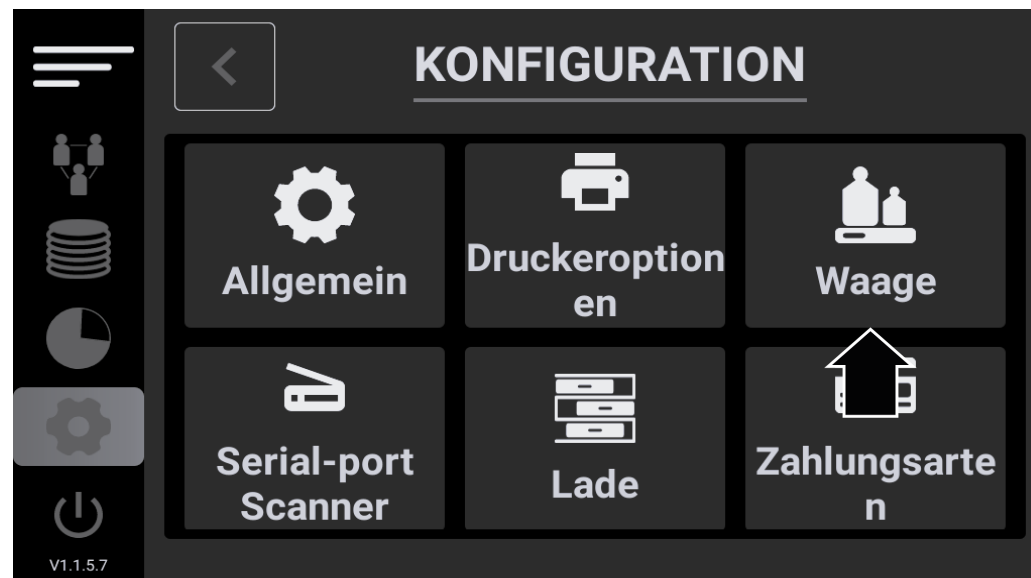 KONFIGURATION
Allgemein
Druckeroption
en
Waage
Serial-port
Scanner
Lade
Zahlungsarte
n
V1.1.5.7